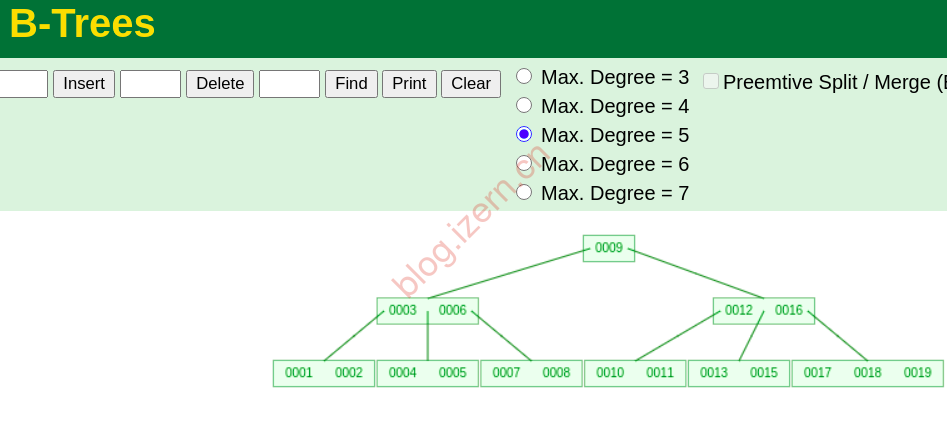 B-Trees
Insert Delete Find Print Clear
Max. Degree = 3
Max. Degree = 4
Max. Degree = 5
Max. Degree = 6
Max. Degree = 7
Preemtive Split / Merge (
blog.izern.cn
0009
0003 0006 0012 0016
0001 0002 0004 0005 0007 0008 0010 0011 0013 0015 0017 0018 0019